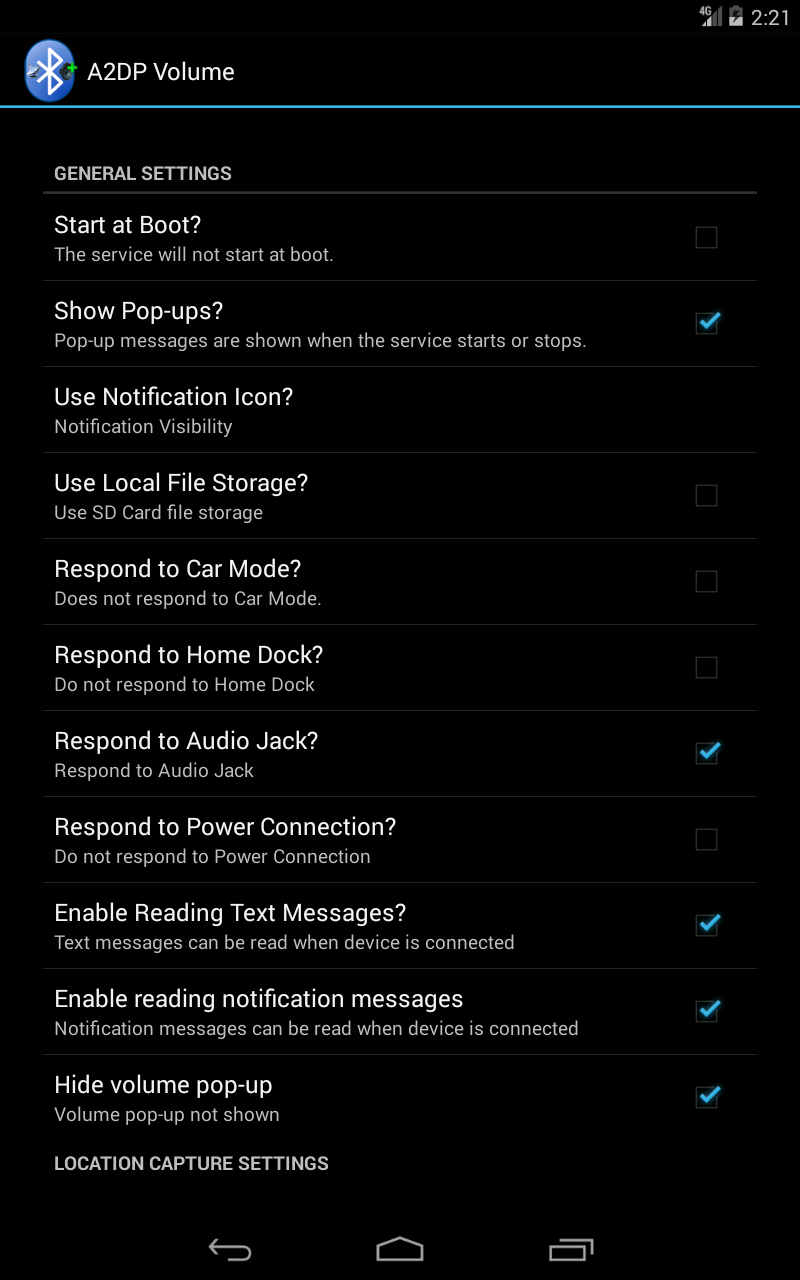 4G 2:21
A2DP Volume
GENERAL SETTINGS
Start at Boot?
The service will not start at boot.
Show Pop-ups?
Pop-up messages are shown when the service starts or stops.
Use Notification Icon?
Notification Visibility
Use Local File Storage?
Use SD Card file storage
Respond to Car Mode?
Does not respond to Car Mode.
Respond to Home Dock?
Do not respond to Home Dock
Respond to Audio Jack?
Respond to Audio Jack
Respond to Power Connection?
Do not respond to Power Connection
Enable Reading Text Messages?
Text messages can be read when device is connected
Enable reading notification messages
Notification messages can be read when device is connected
Hide volume pop-up
Volume pop-up not shown
LOCATION CAPTURE SETTINGS